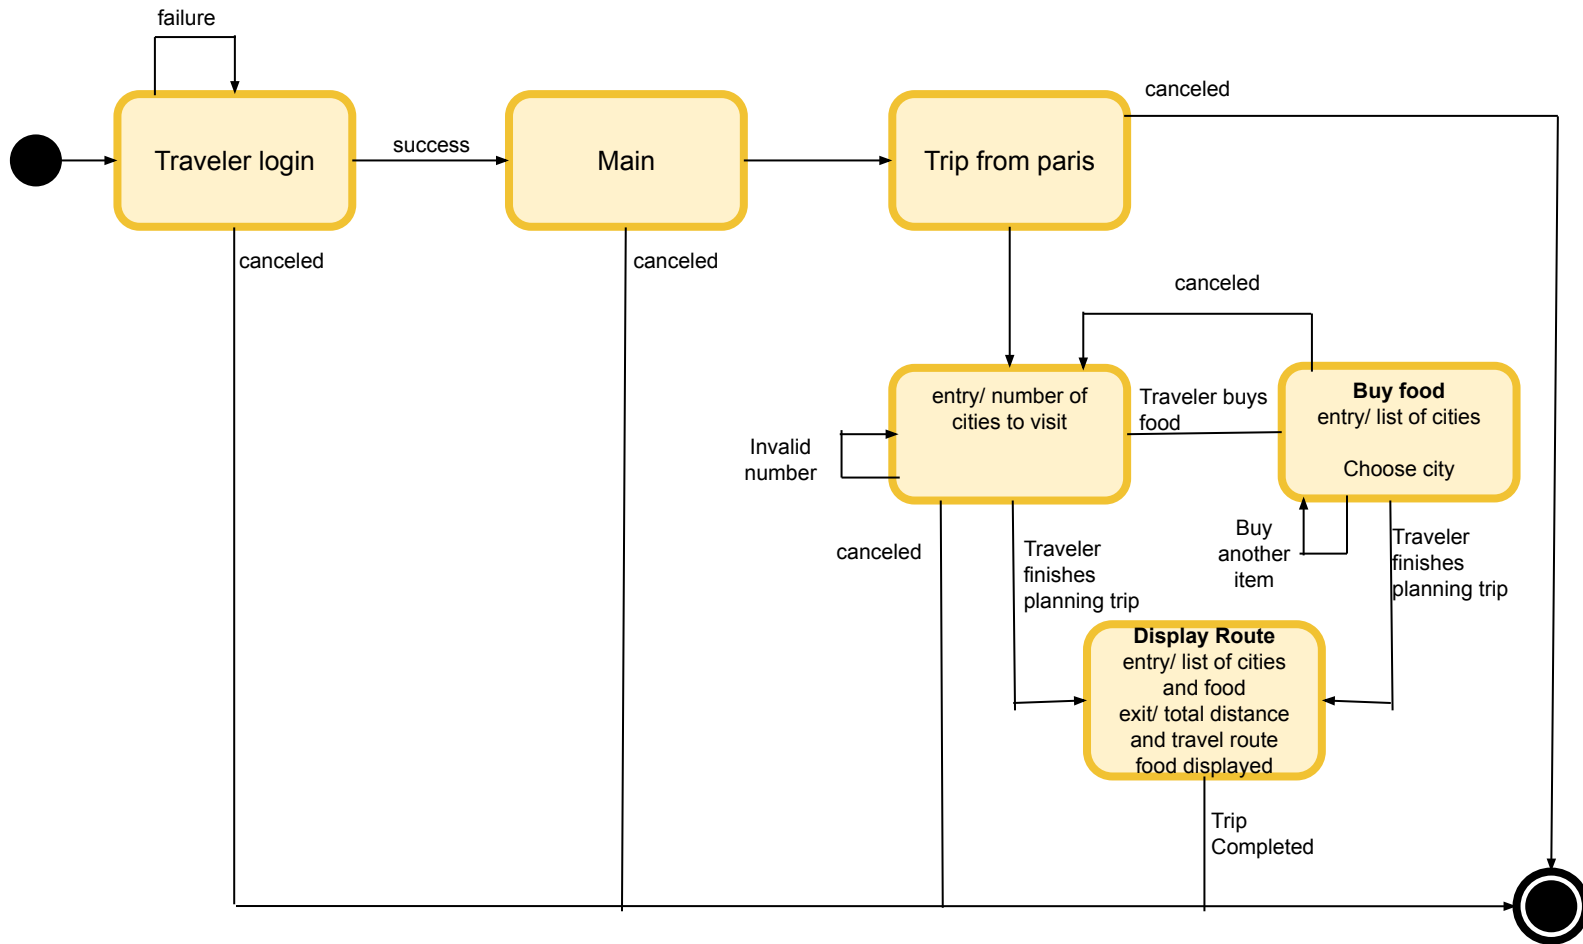 failure
Traveler login
success
Main
Trip from paris
canceled
canceled
canceled
canceled
entry/ number of
cities to visit
Traveler buys
food
Buy food
entry/ list of cities
Choose city
Invalid
number
canceled
Traveler
finishes
planning trip
Buy
another
item
Traveler
finishes
planning trip
Display Route
entry/ list of cities
and food
exit/ total distance
and travel route
food displayed
Trip
Completed